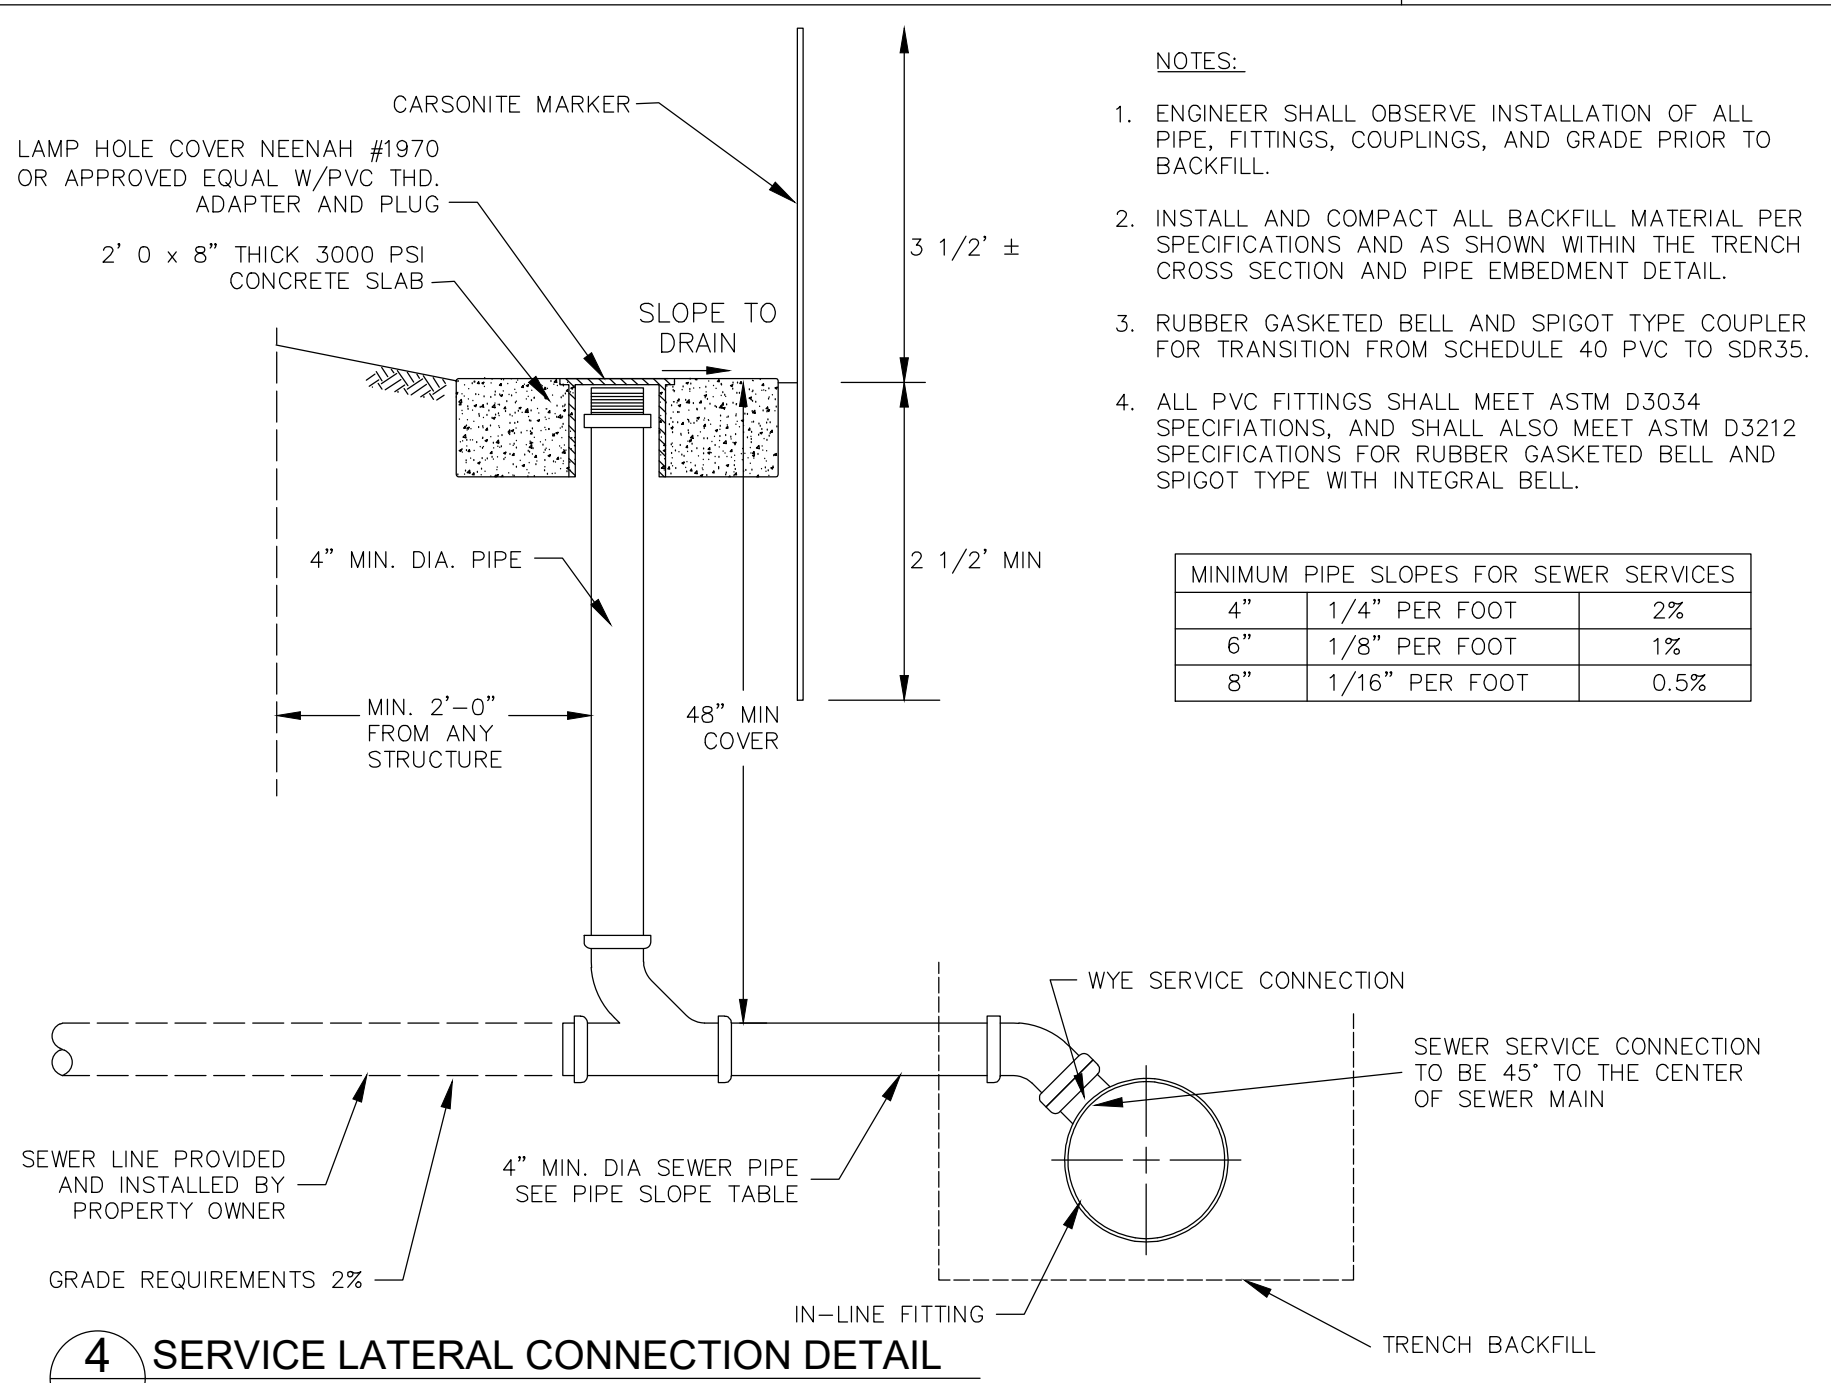 CARSONITE MARKER
LAMP HOLE COVER NEENAH #1970
OR APPROVED EQUAL W/PVC THD.
ADAPTER AND PLUG
2' 0 x 8" THICK 3000 PSI
CONCRETE SLAB
SLOPE TO
DRAIN
3 1/2' ±
4" MIN. DIA. PIPE
2 1/2' MIN
MIN. 2'-0"
FROM ANY
STRUCTURE
48" MIN
COVER
NOTES:
1. ENGINEER SHALL OBSERVE INSTALLATION OF ALL
PIPE, FITTINGS, COUPLINGS, AND GRADE PRIOR TO
BACKFILL.
2. INSTALL AND COMPACT ALL BACKFILL MATERIAL PER
SPECIFICATIONS AND AS SHOWN WITHIN THE TRENCH
CROSS SECTION AND PIPE EMBEDMENT DETAIL.
3. RUBBER GASKETED BELL AND SPIGOT TYPE COUPLER
FOR TRANSITION FROM SCHEDULE 40 PVC TO SDR35.
4. ALL PVC FITTINGS SHALL MEET ASTM D3034
SPECIFIATIONS, AND SHALL ALSO MEET ASTM D3212
SPECIFICATIONS FOR RUBBER GASKETED BELL AND
SPIGOT TYPE WITH INTEGRAL BELL.
MINIMUM PIPE SLOPES FOR SEWER SERVICES
4" 1/4" PER FOOT 2%
6" 1/8" PER FOOT 1%
8" 1/16" PER FOOT 0.5%
WYE SERVICE CONNECTION
SEWER SERVICE CONNECTION
TO BE 45° TO THE CENTER
OF SEWER MAIN
SEWER LINE PROVIDED
AND INSTALLED BY
PROPERTY OWNER
4" MIN. DIA SEWER PIPE
SEE PIPE SLOPE TABLE
GRADE REQUIREMENTS 2%
IN-LINE FITTING
TRENCH BACKFILL
4 SERVICE LATERAL CONNECTION DETAIL